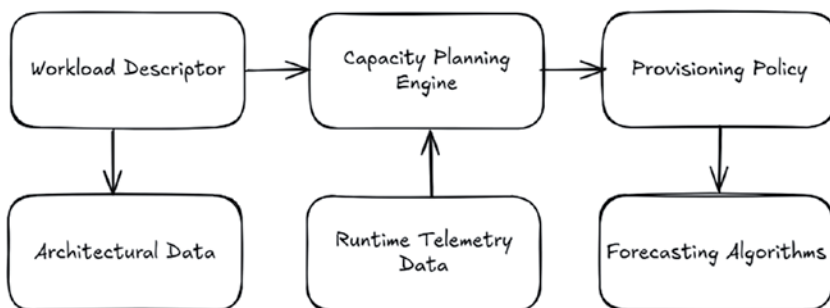 Workload Descriptor
Capacity Planning
Engine
Provisioning Policy
Architectural Data
Runtime Telemetry
Data
Forecasting Algorithms